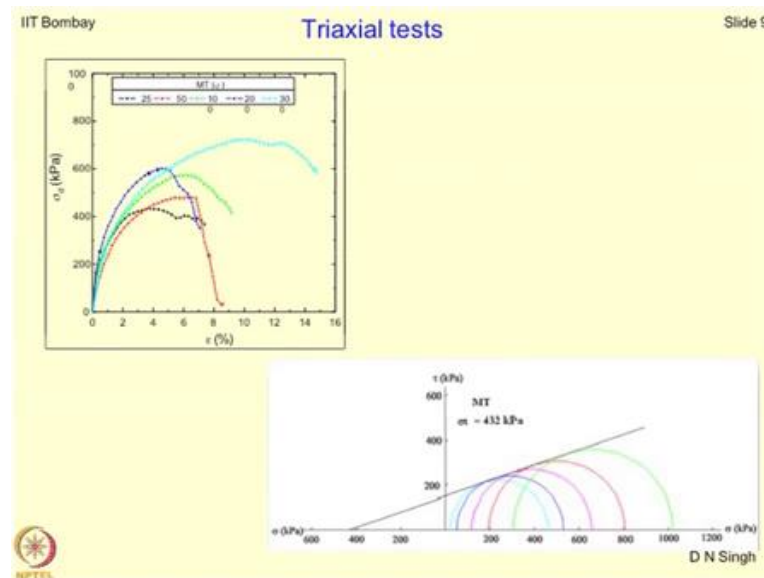 IIT Bombay
Triaxial tests
Slide 9
100
0
MT (u)
25 50 10 20 30
0 0 0
800
600
400
200
0
σd (kPa)
0 2 4 6 8 10 12 14 16
ε (%)
τ (kPa)
600
MT
σt = 432 kPa
400
200
σ (kPa) 600 400 200 200 400 600 800 1000 1200 σ (kPa)
D N Singh
NPTEL